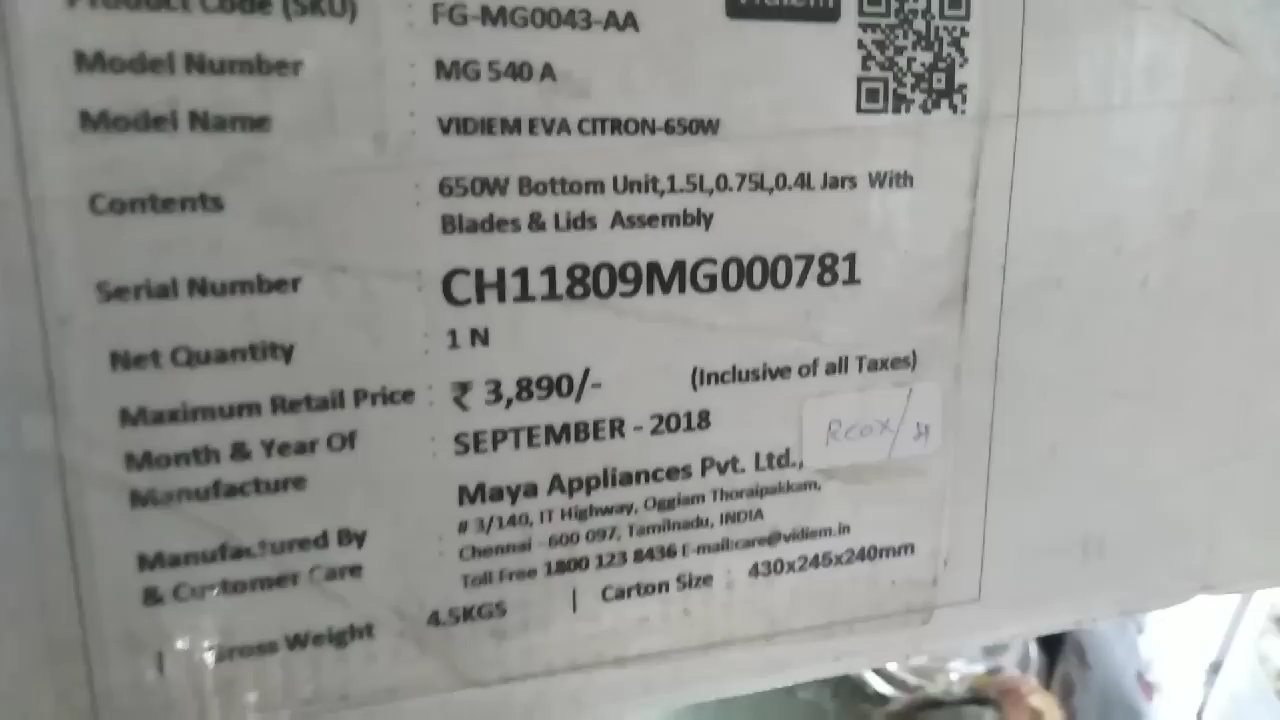 Product Code (SKU) : FG-MG0043-AA
Vidiem
Model Number : MG 540 A
Model Name : VIDIEM EVA CITRON-650W
Contents : 650W Bottom Unit,1.5L,0.75L,0.4L Jars With
Blades & Lids Assembly
Serial Number : CH11809MG000781
Net Quantity : 1 N
Maximum Retail Price : ₹ 3,890/- (Inclusive of all Taxes)
Month & Year Of : SEPTEMBER - 2018
Manufacture
Maya Appliances Pvt. Ltd.,
# 3/140, IT Highway, Oggiam Thoraipakkam,
Manufactured By : Chennai - 600 097, Tamilnadu, INDIA
& Customer Care Toll Free 1800 123 8436 E-mail:care@vidiem.in
Gross Weight : 4.5KGS | Carton Size : 430x245x240mm